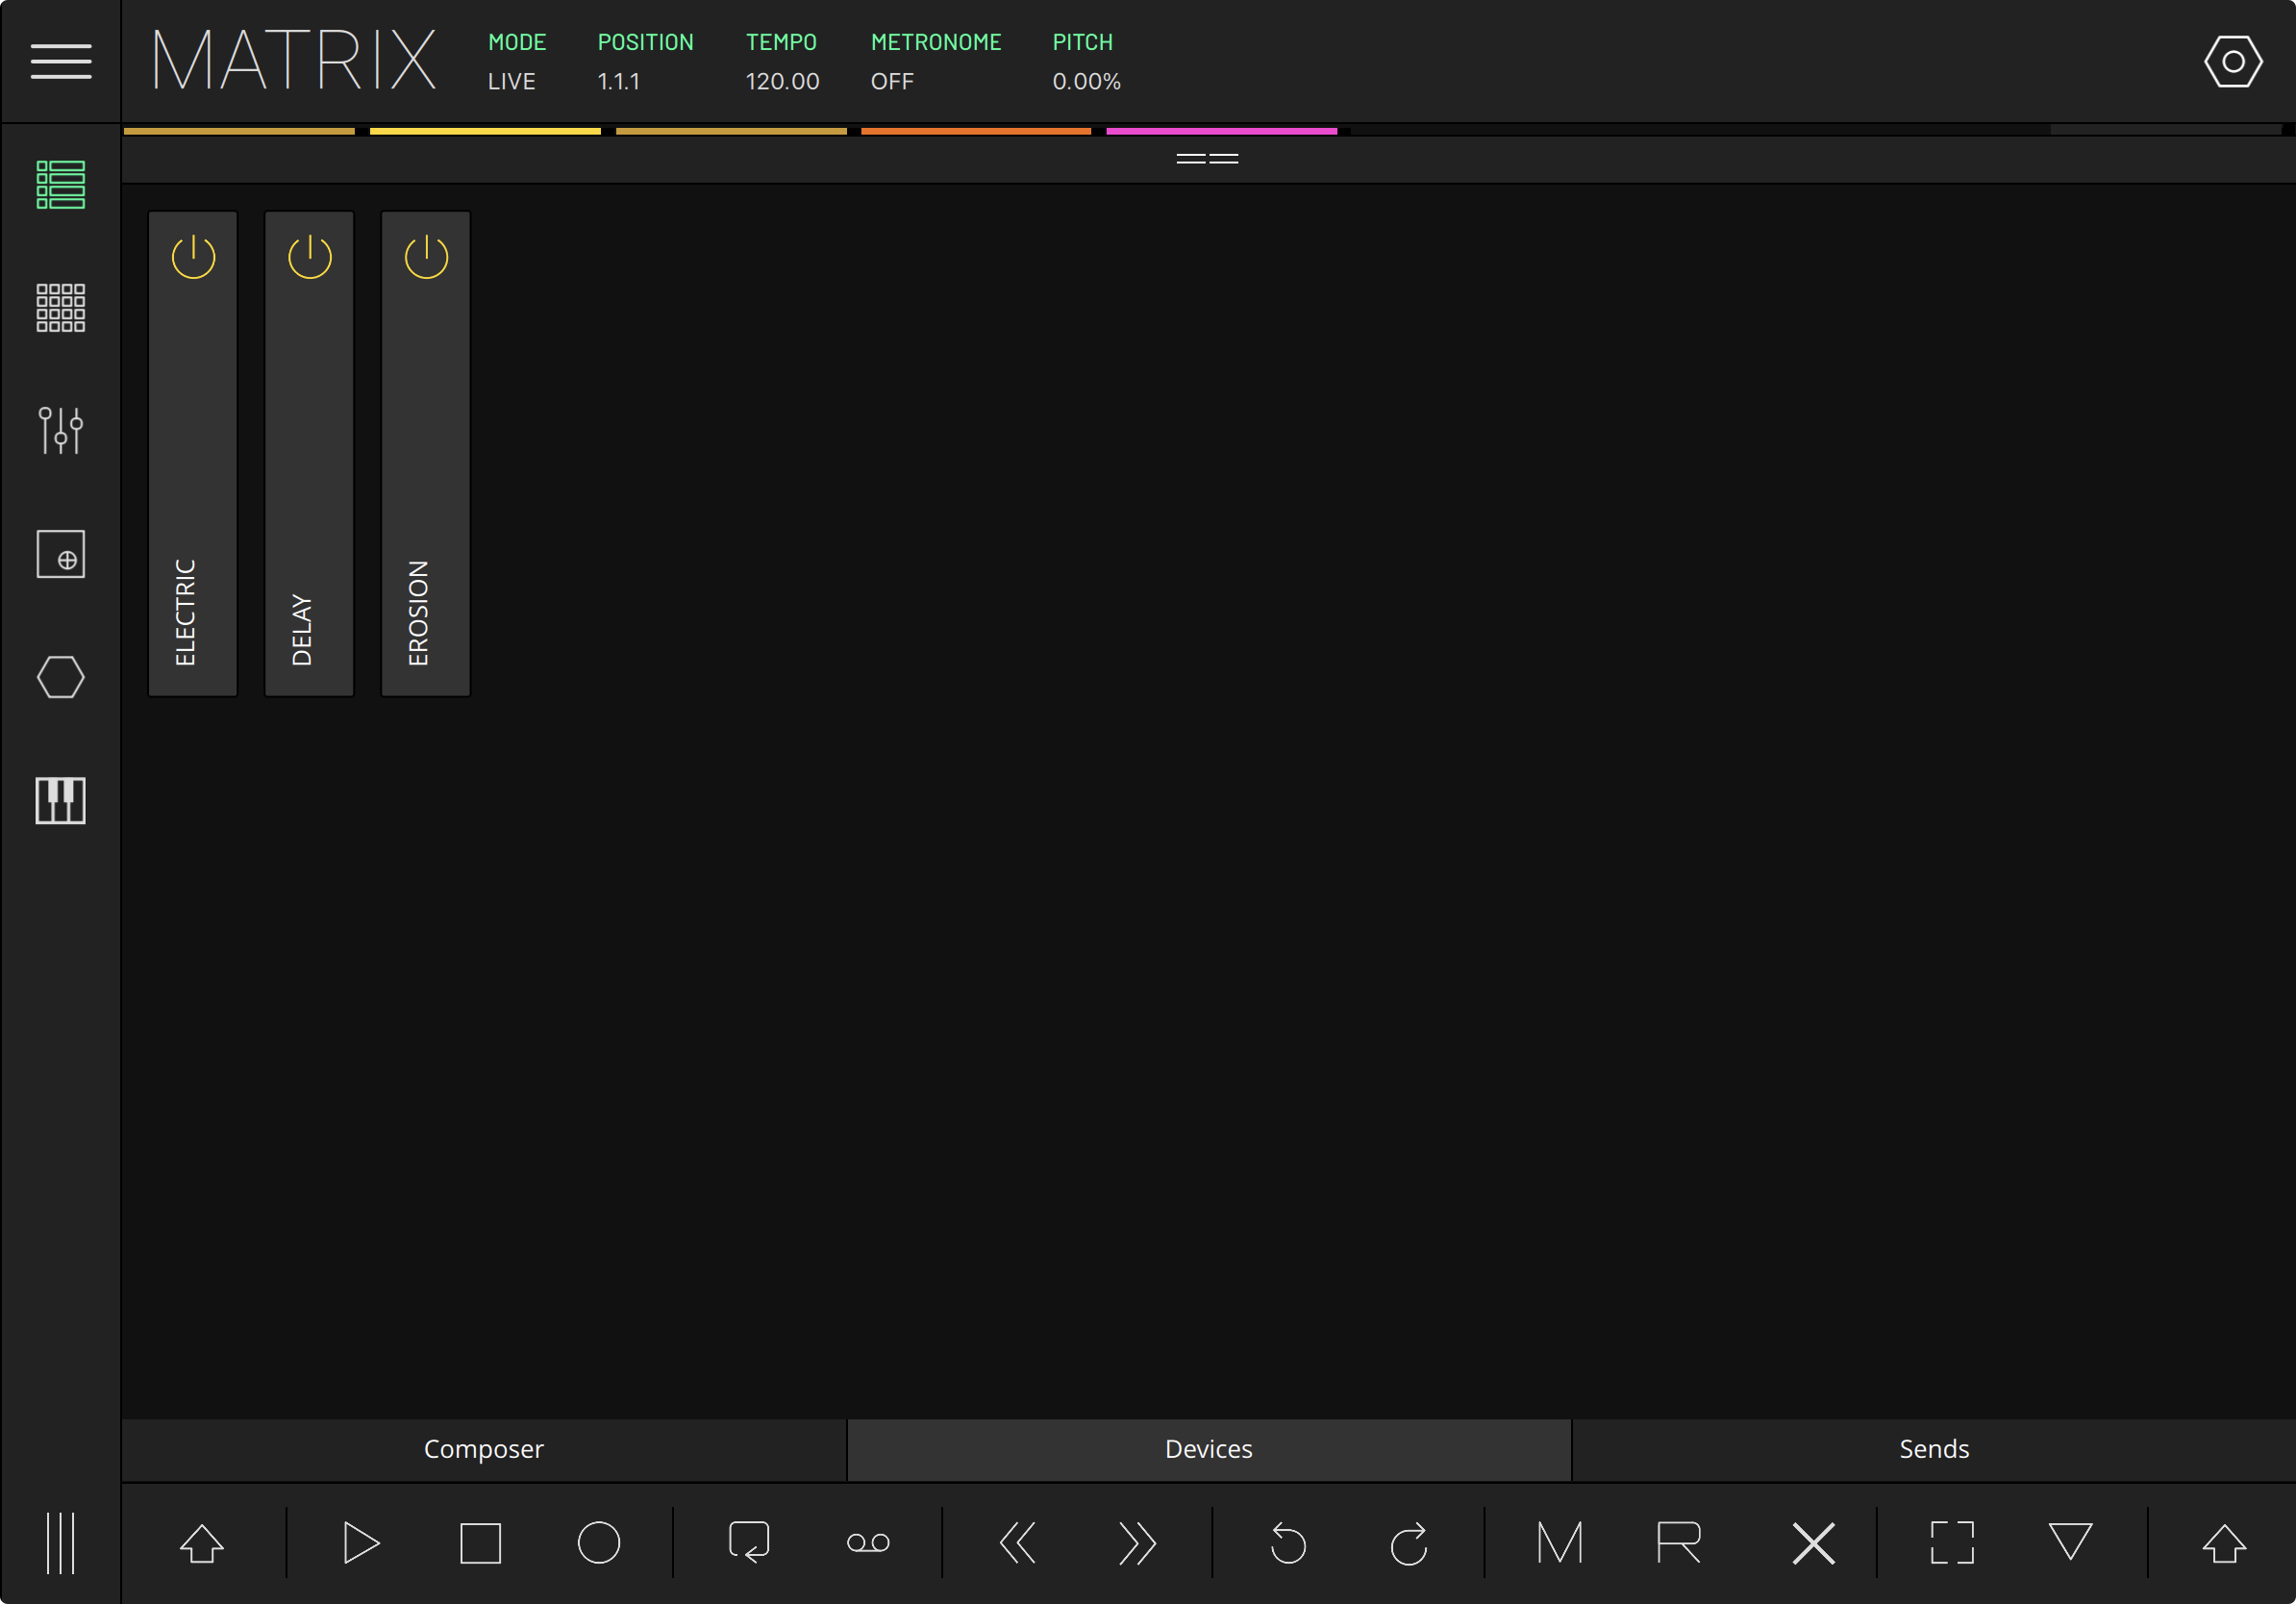 MATRIX
MODE POSITION TEMPO METRONOME PITCH
LIVE 1.1.1 120.00 OFF 0.00%
ELECTRIC
DELAY
EROSION
Composer Devices Sends
M R